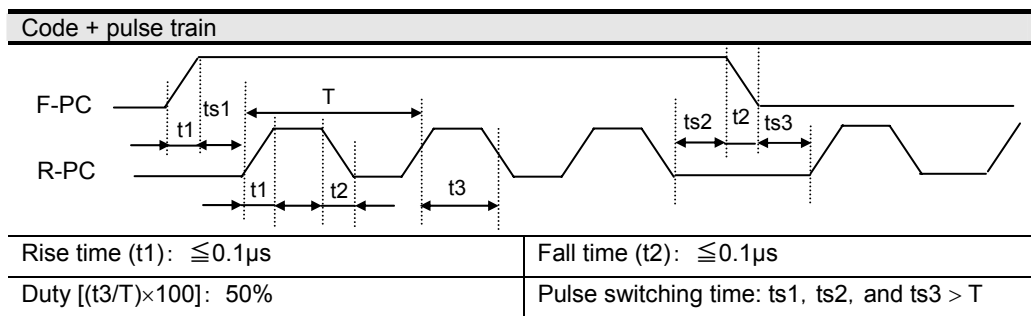 Code + pulse train
F-PC
t1
ts1
T
ts2
t2
ts3
R-PC
t1
t2
t3
Rise time (t1): ≦0.1µs
Fall time (t2): ≦0.1µs
Duty [(t3/T)×100]: 50%
Pulse switching time: ts1, ts2, and ts3 > T